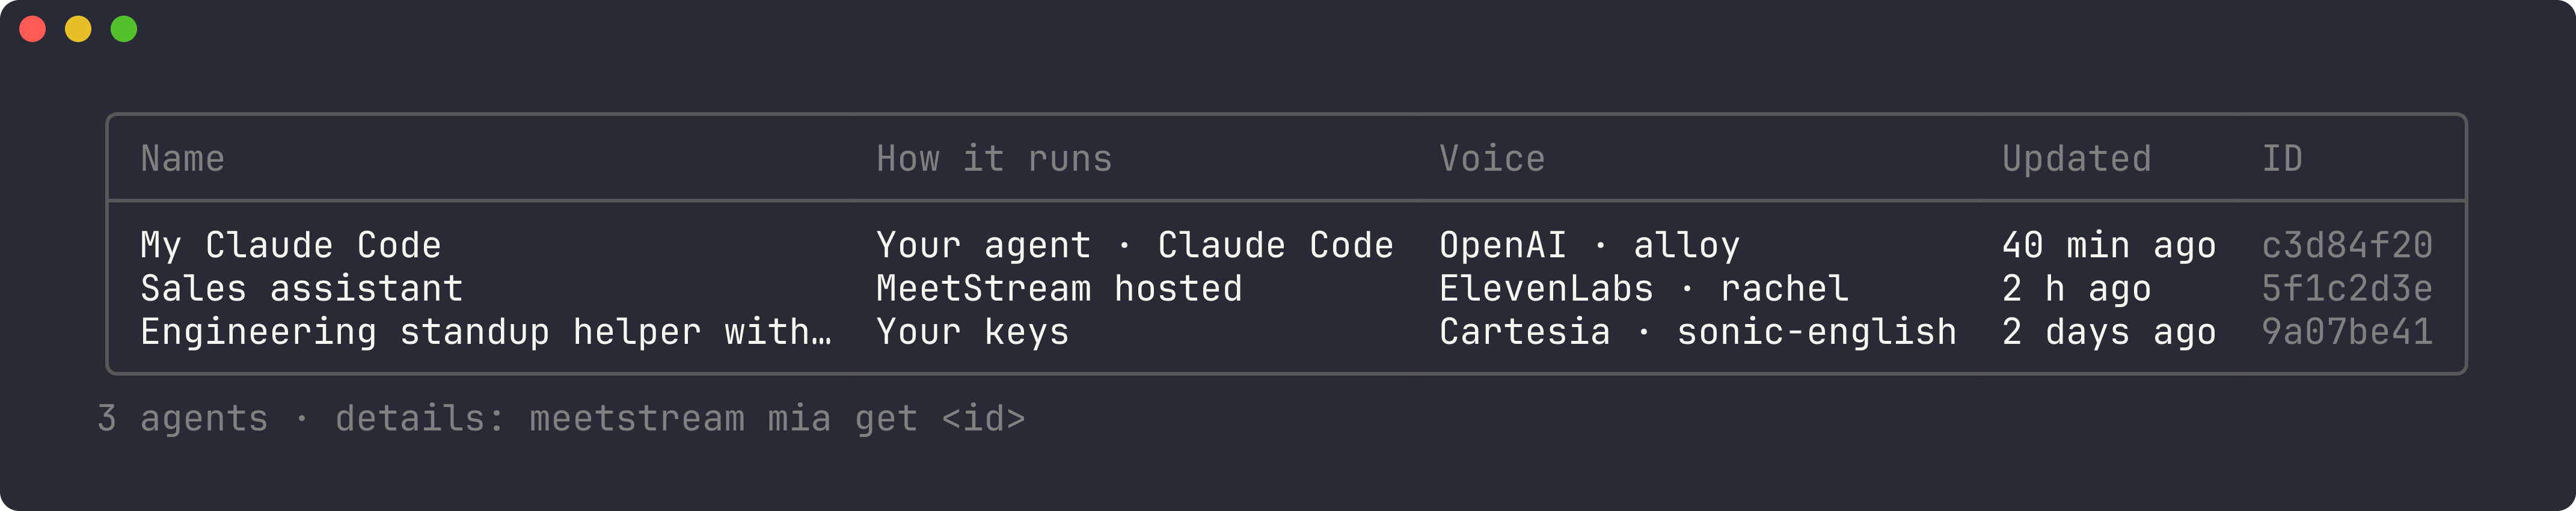 Name How it runs Voice Updated ID
My Claude Code Your agent · Claude Code OpenAI · alloy 40 min ago c3d84f20
Sales assistant MeetStream hosted ElevenLabs · rachel 2 h ago 5f1c2d3e
Engineering standup helper with… Your keys Cartesia · sonic-english 2 days ago 9a07be41
3 agents · details: meetstream mia get <id>